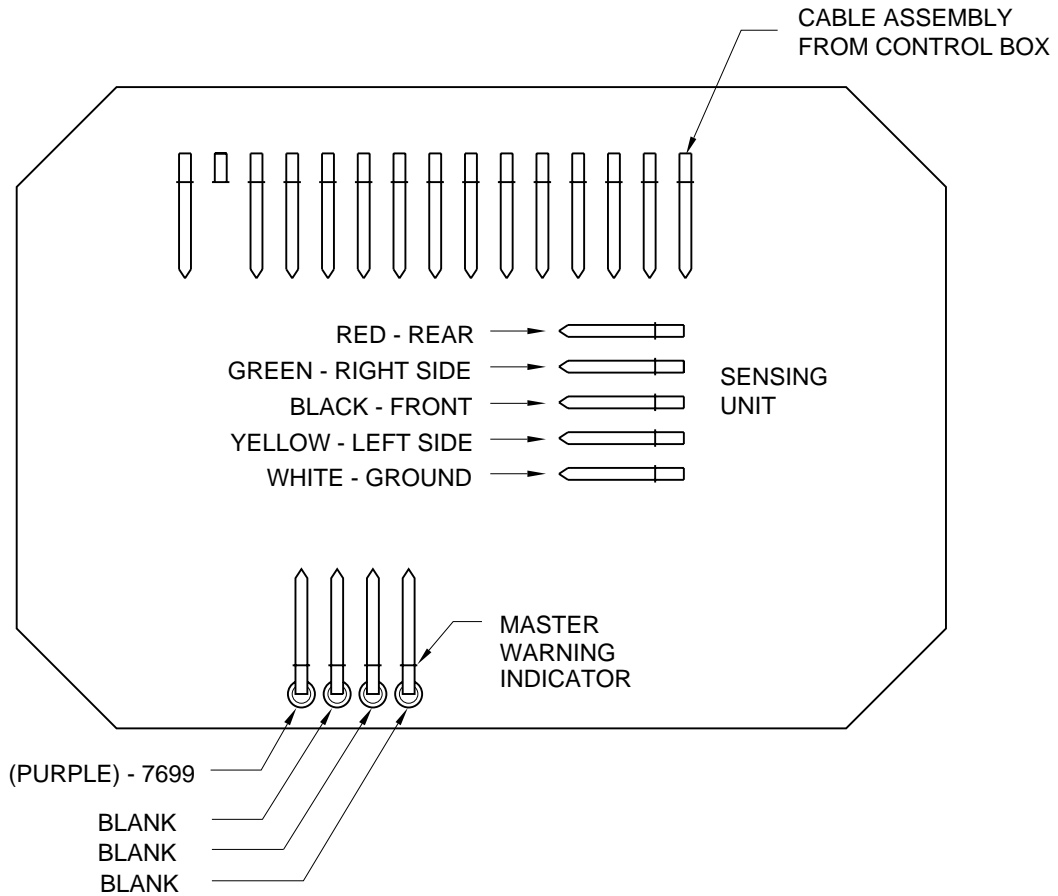 CABLE ASSEMBLY
FROM CONTROL BOX
RED - REAR
GREEN - RIGHT SIDE
BLACK - FRONT
YELLOW - LEFT SIDE
WHITE - GROUND
SENSING
UNIT
MASTER
WARNING
INDICATOR
(PURPLE) - 7699
BLANK
BLANK
BLANK